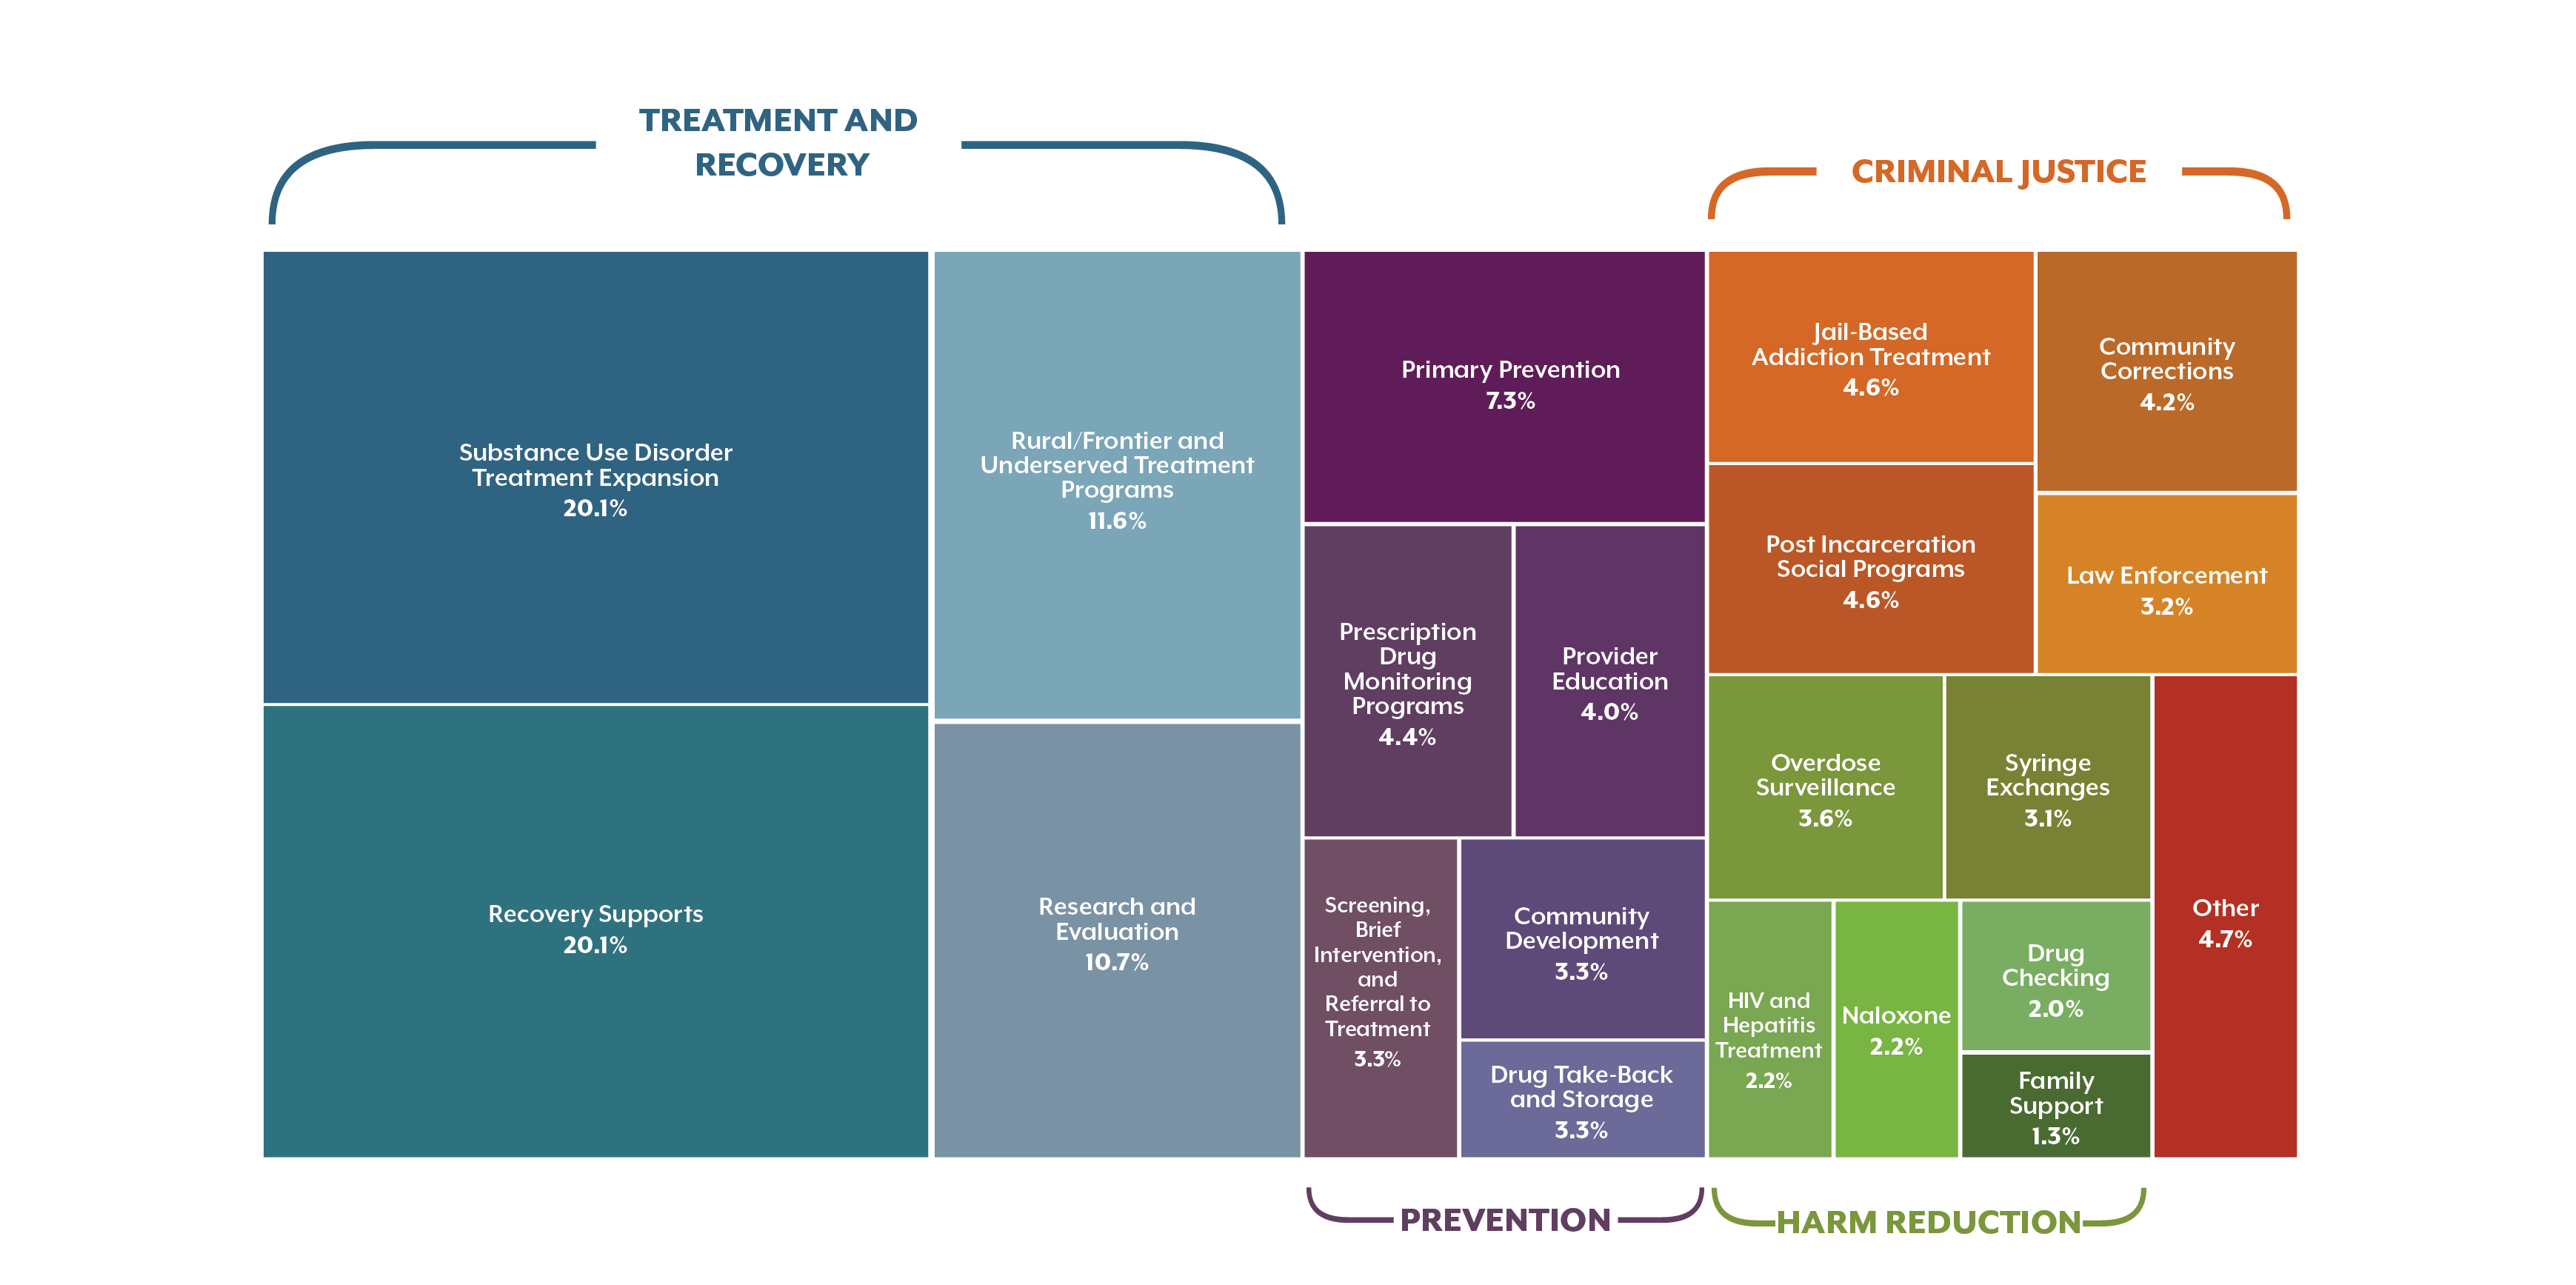 TREATMENT AND
RECOVERY
CRIMINAL JUSTICE
Substance Use Disorder
Treatment Expansion
20.1%
Recovery Supports
20.1%
Rural/Frontier and
Underserved Treatment
Programs
11.6%
Research and
Evaluation
10.7%
Primary Prevention
7.3%
Prescription
Drug
Monitoring
Programs
4.4%
Provider
Education
4.0%
Screening,
Brief
Intervention,
and
Referral to
Treatment
3.3%
Community
Development
3.3%
Drug Take-Back
and Storage
3.3%
Jail-Based
Addiction Treatment
4.6%
Community
Corrections
4.2%
Post Incarceration
Social Programs
4.6%
Law Enforcement
3.2%
Overdose
Surveillance
3.6%
Syringe
Exchanges
3.1%
HIV and
Hepatitis
Treatment
2.2%
Naloxone
2.2%
Drug
Checking
2.0%
Family
Support
1.3%
Other
4.7%
PREVENTION
HARM REDUCTION